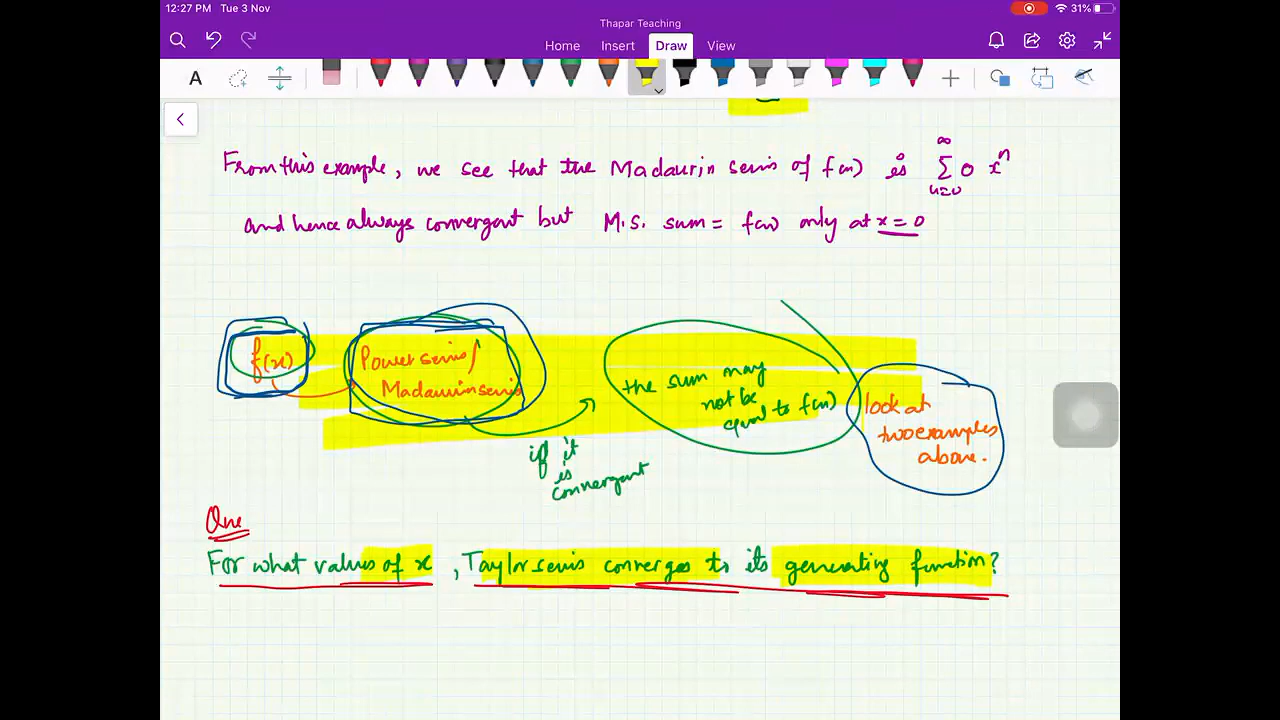 12:27 PM Tue 3 Nov
31%
Thapar Teaching
Home Insert Draw View
A
From this example, we see that the Maclaurin series of f(x) is ∑_{n=0}^{∞} 0 x^n
and hence always convergent but M.S. sum = f(x) only at x = 0
f(x)
Power series/
Maclaurin series
the sum may
not be
equal to f(x)
look at
two examples
above.
if it
is
convergent
One
For what values of x, Taylor series converges to its generating function?